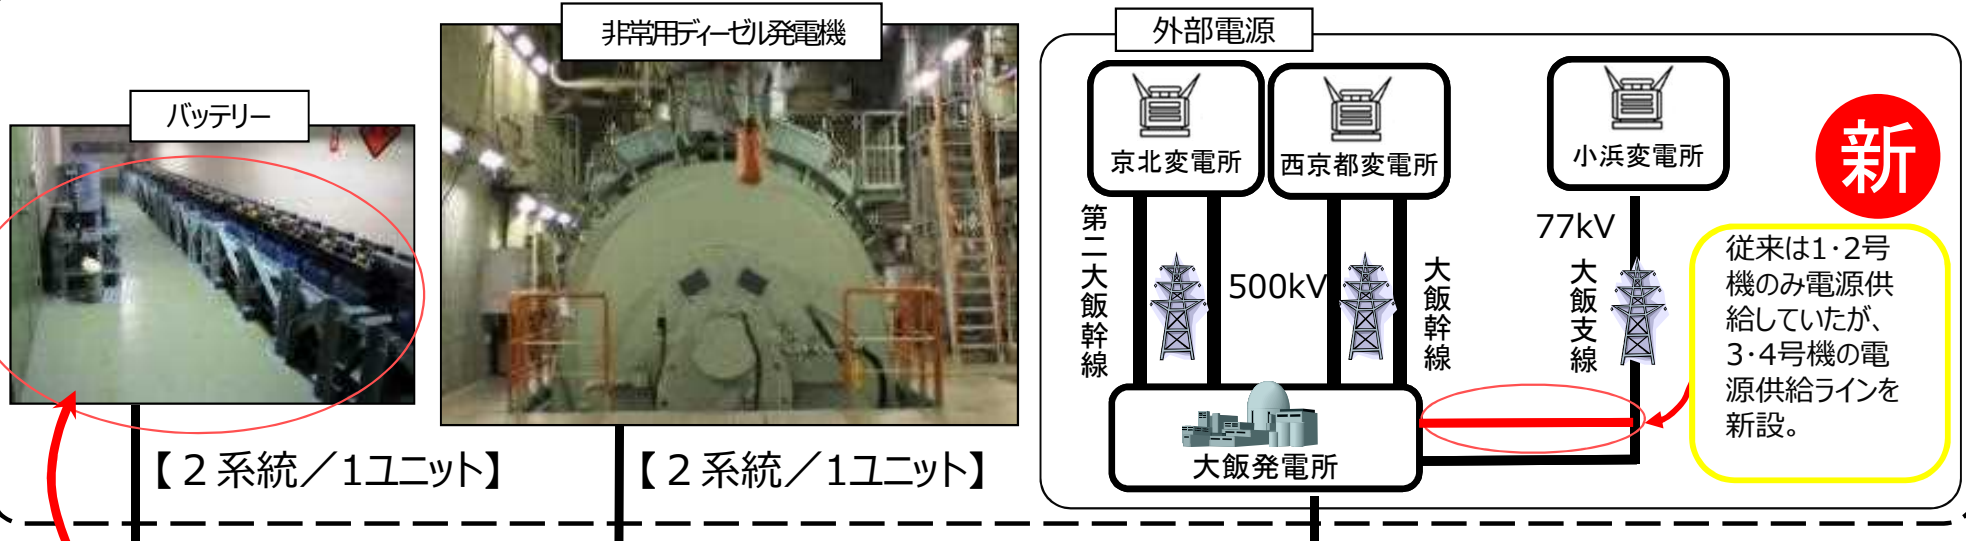 バッテリー
【２系統／1ユニット】
非常用ディーゼル発電機
【２系統／1ユニット】
外部電源
京北変電所
西京都変電所
小浜変電所
新
第二大飯幹線
500kV
大飯幹線
77kV
大飯支線
従来は1・2号
機のみ電源供
給していたが、
3・4号機の電
源供給ラインを
新設。
大飯発電所